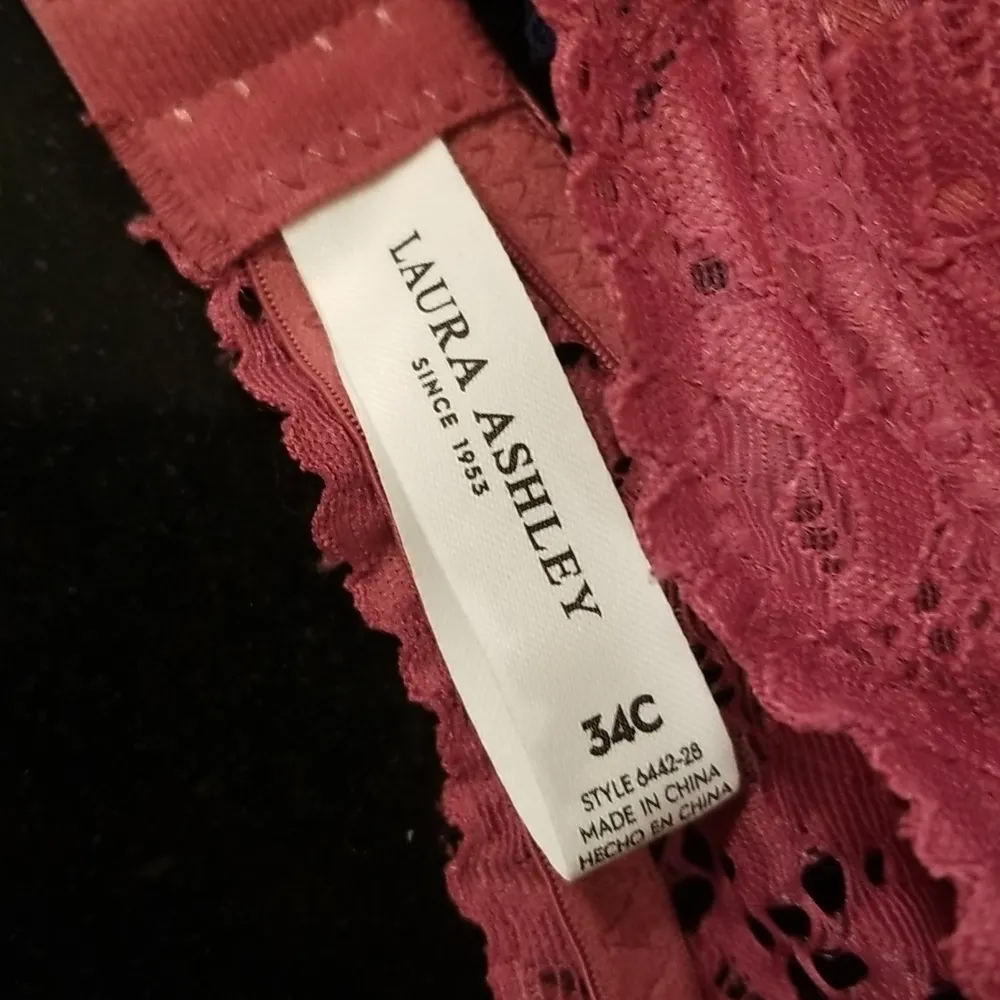 LAURA ASHLEY
SINCE 1953
34C
STYLE 6442-28
MADE IN CHINA
HECHO EN CHINA